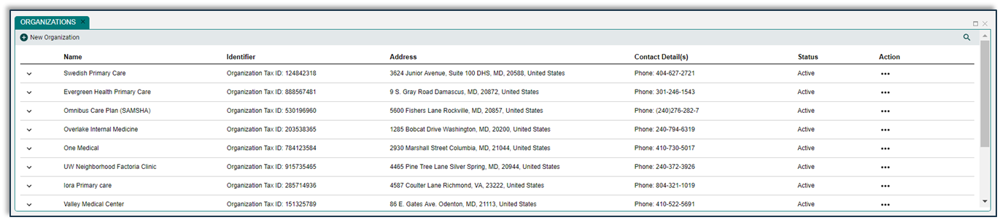 ORGANIZATIONS ×
New Organization
Name Identifier Address Contact Detail(s) Status Action
Swedish Primary Care Organization Tax ID: 124842318 3624 Junior Avenue, Suite 100 DHS, MD, 20588, United States Phone: 404-627-2721 Active •••
Evergreen Health Primary Care Organization Tax ID: 888567481 9 S. Gray Road Damascus, MD, 20872, United States Phone: 301-246-1543 Active •••
Omnibus Care Plan (SAMSHA) Organization Tax ID: 530196960 5600 Fishers Lane Rockville, MD, 20857, United States Phone: (240)276-282-7 Active •••
Overlake Internal Medicine Organization Tax ID: 203538365 1285 Bobcat Drive Washington, MD, 20200, United States Phone: 240-794-6319 Active •••
One Medical Organization Tax ID: 784123584 2930 Marshall Street Columbia, MD, 21044, United States Phone: 410-730-5017 Active •••
UW Neighborhood Factoria Clinic Organization Tax ID: 915735465 4465 Pine Tree Lane Silver Spring, MD, 20944, United States Phone: 240-372-3926 Active •••
Iora Primary care Organization Tax ID: 285714936 4587 Coulter Lane Richmond, VA, 23222, United States Phone: 804-321-1019 Active •••
Valley Medical Center Organization Tax ID: 151325789 86 E. Gates Ave. Odenton, MD, 21113, United States Phone: 410-522-5691 Active •••